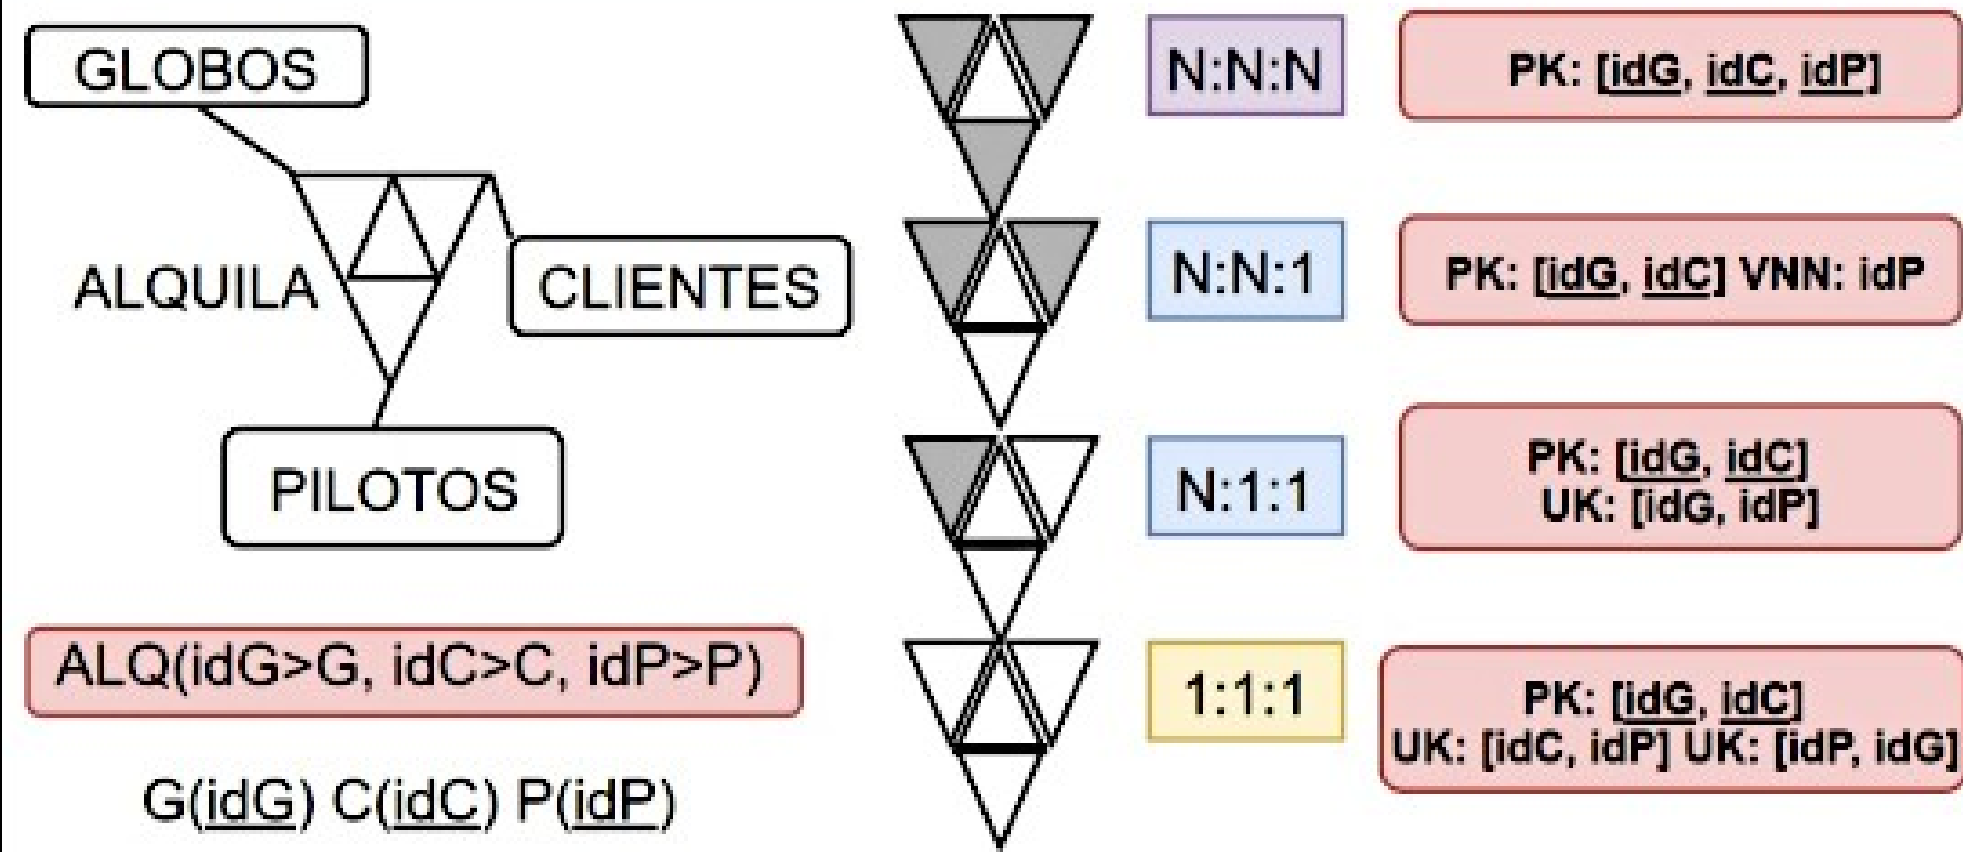 GLOBOS
ALQUILA
CLIENTES
PILOTOS
ALQ(idG>G, idC>C, idP>P)
G(idG) C(idC) P(idP)
N:N:N
PK: [idG, idC, idP]
N:N:1
PK: [idG, idC] VNN: idP
N:1:1
PK: [idG, idC]
UK: [idG, idP]
1:1:1
PK: [idG, idC]
UK: [idC, idP] UK: [idP, idG]